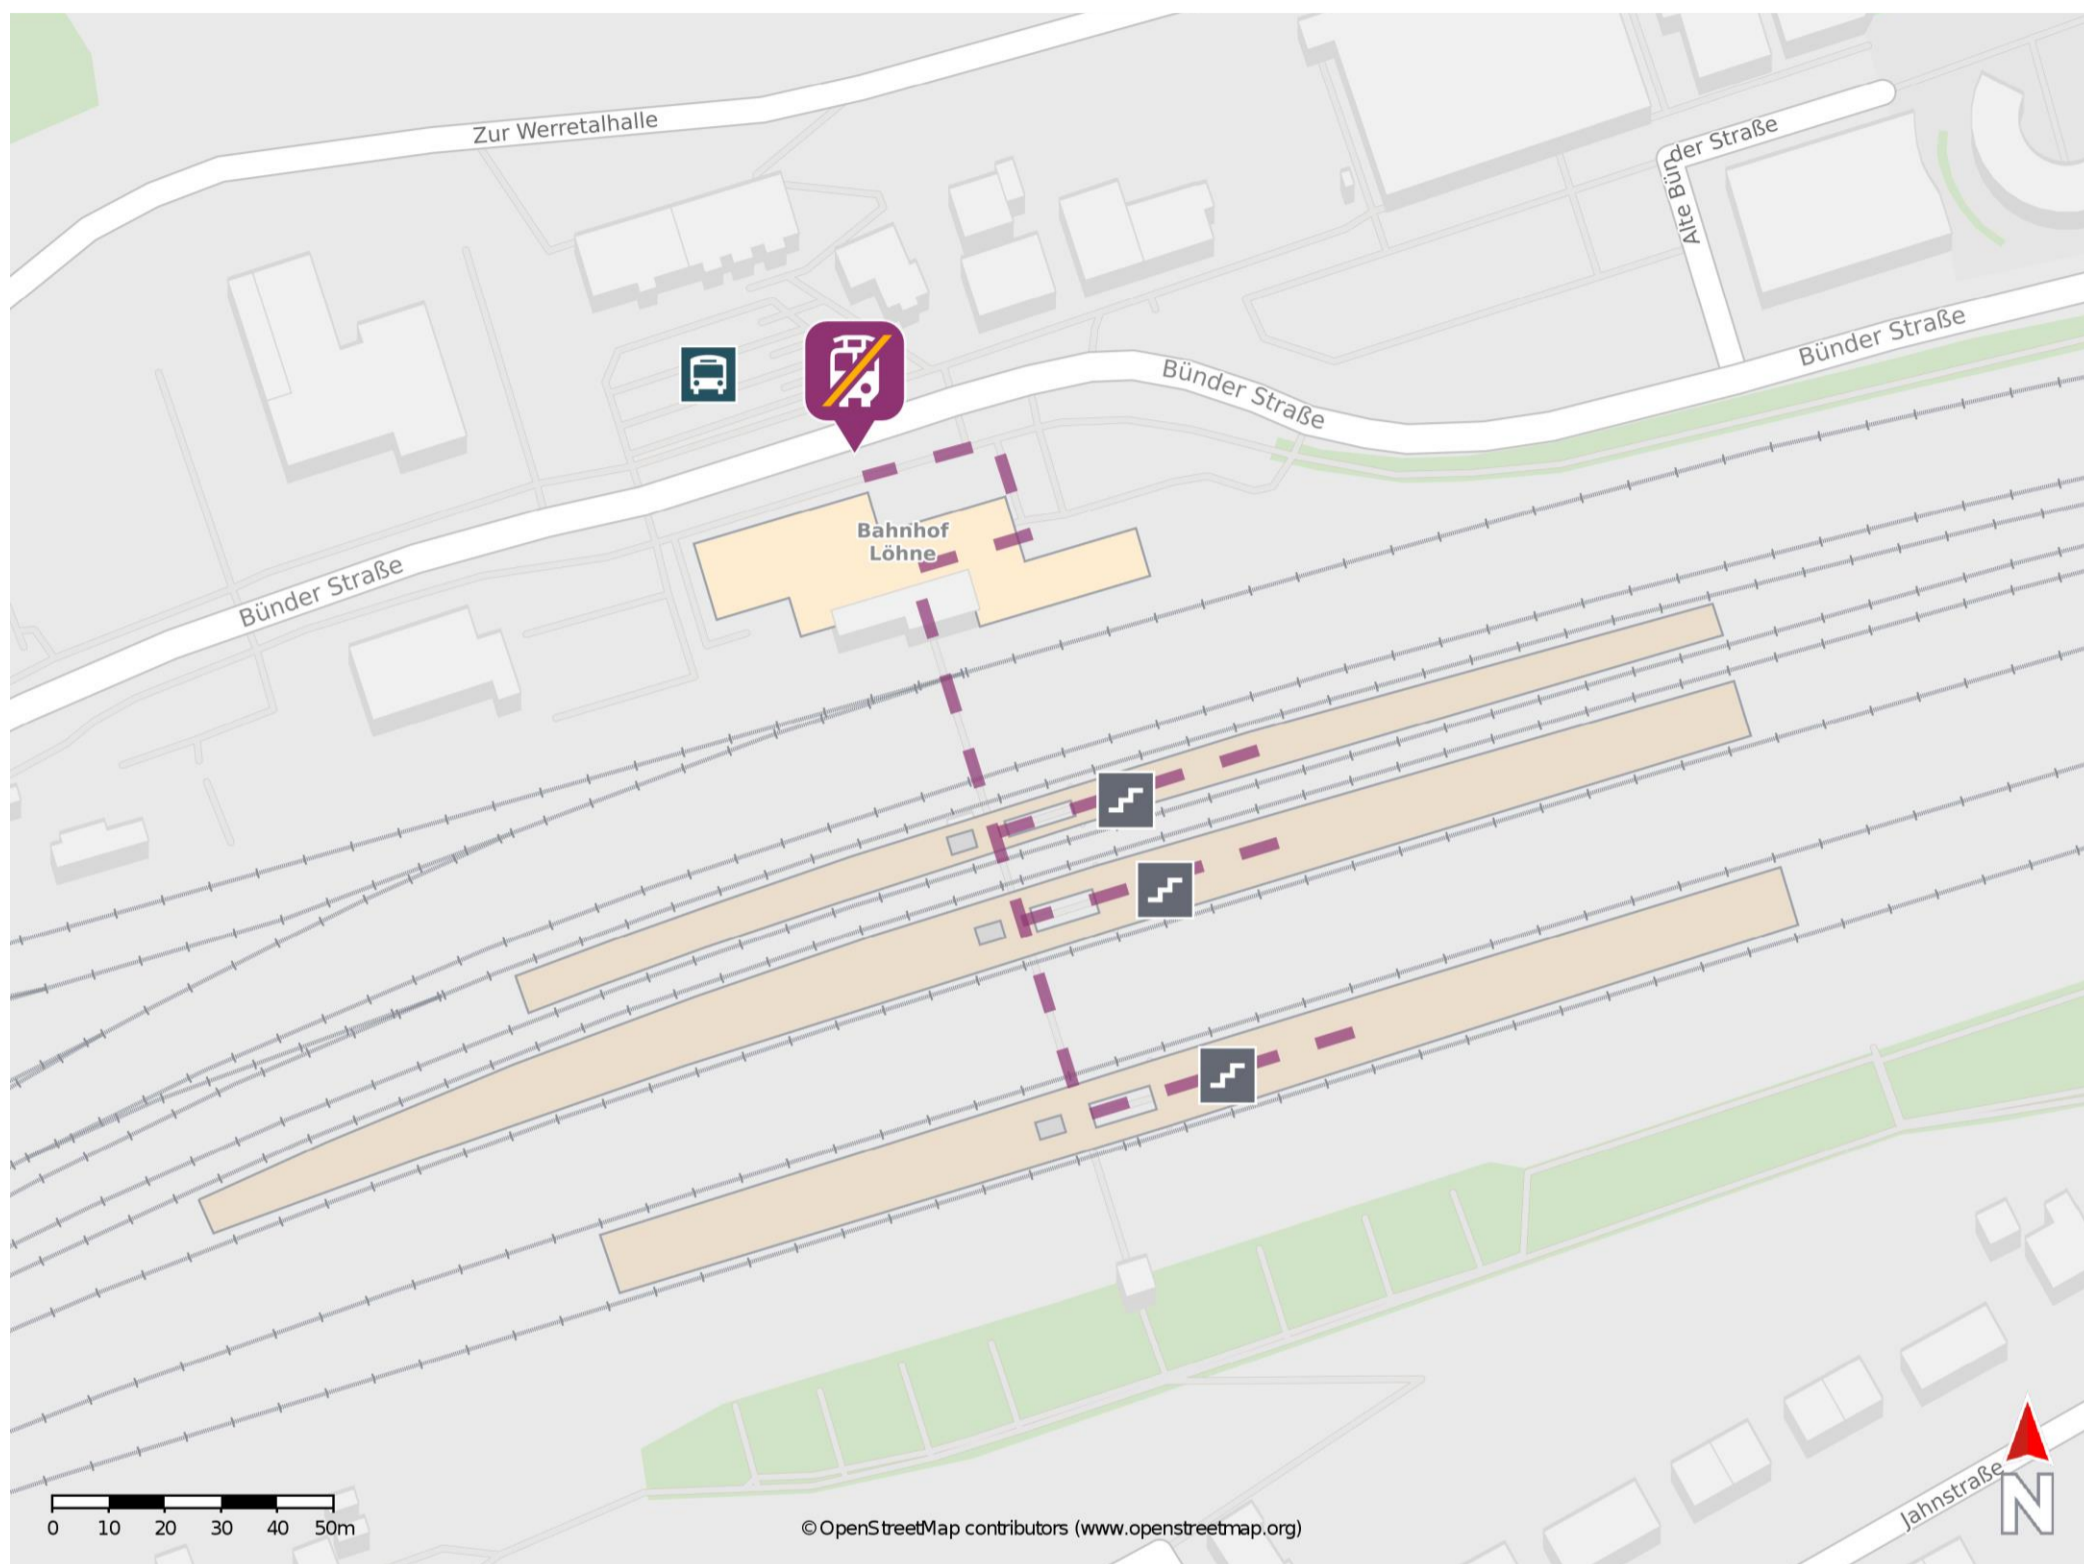 Zur Werretalhalle
Alte Bünder Straße
Bünder Straße
Bünder Straße
Bahnhof
Löhne
Bünder Straße
Jahnstraße
N
0 10 20 30 40 50m
©OpenStreetMap contributors (www.openstreetmap.org)